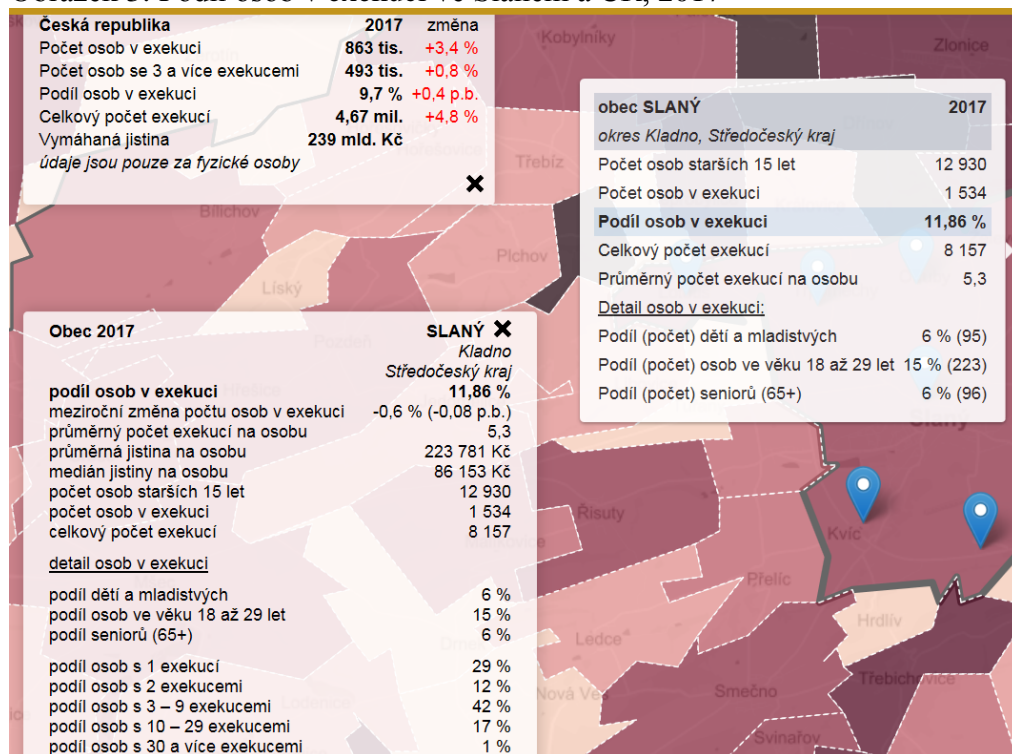 Česká republika 2017 změna
Počet osob v exekuci 863 tis. +3,4 %
Počet osob se 3 a více exekucemi 493 tis. +0,8 %
Podíl osob v exekuci 9,7 % +0,4 p.b.
Celkový počet exekucí 4,67 mil. +4,8 %
Vymáhaná jistina 239 mld. Kč
údaje jsou pouze za fyzické osoby
Kobylníky
Zlonice
Třebíz
Bílichov
Plchov
Líský
obec SLANÝ 2017
okres Kladno, Středočeský kraj
Počet osob starších 15 let 12 930
Počet osob v exekuci 1 534
Podíl osob v exekuci 11,86 %
Celkový počet exekucí 8 157
Průměrný počet exekucí na osobu 5,3
Detail osob v exekuci:
Podíl (počet) dětí a mladistvých 6 % (95)
Podíl (počet) osob ve věku 18 až 29 let 15 % (223)
Podíl (počet) seniorů (65+) 6 % (96)
Slaný
Obec 2017 SLANÝ
Kladno
Středočeský kraj
podíl osob v exekuci 11,86 %
meziroční změna počtu osob v exekuci -0,6 % (-0,08 p.b.)
průměrný počet exekucí na osobu 5,3
průměrná jistina na osobu 223 781 Kč
medián jistiny na osobu 86 153 Kč
počet osob starších 15 let 12 930
počet osob v exekuci 1 534
celkový počet exekucí 8 157
detail osob v exekuci
podíl dětí a mladistvých 6 %
podíl osob ve věku 18 až 29 let 15 %
podíl seniorů (65+) 6 %
podíl osob s 1 exekucí 29 %
podíl osob s 2 exekucemi 12 %
podíl osob s 3 – 9 exekucemi 42 %
podíl osob s 10 – 29 exekucemi 17 %
podíl osob s 30 a více exekucemi 1 %
Řisuty
Kvíc
Přelíc
Hrdlív
Ledce
Třebichovice
Nová Ves
Smečno
Svinařov